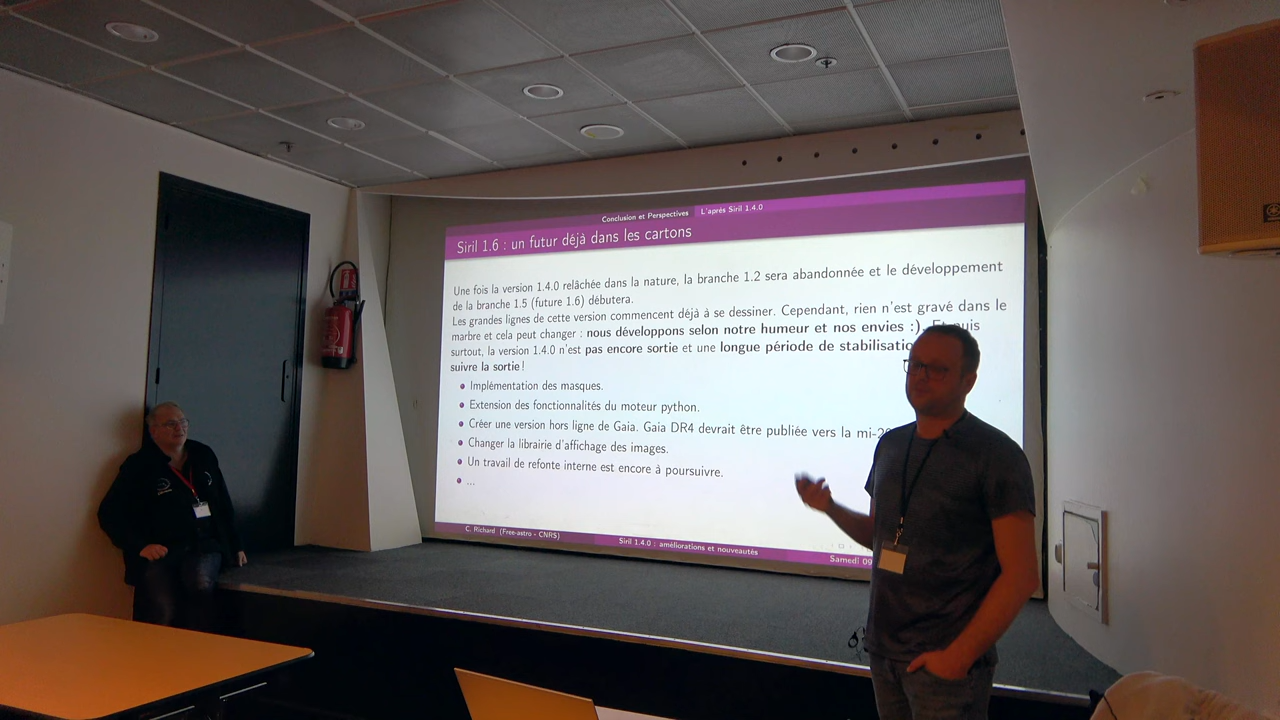 Conclusion et Perspectives L'après Siril 1.4.0
Siril 1.6 : un futur déjà dans les cartons
Une fois la version 1.4.0 relâchée dans la nature, la branche 1.2 sera abandonnée et le développement
de la branche 1.5 (future 1.6) débutera.
Les grandes lignes de cette version commencent déjà à se dessiner. Cependant, rien n'est gravé dans le
marbre et cela peut changer : nous développons selon notre humeur et nos envies :). Et puis
surtout, la version 1.4.0 n'est pas encore sortie et une longue période de
suivre la sortie !
Implémentation des masques.
Extension des fonctionnalités du moteur python.
Créer une version hors ligne de Gaia. Gaia DR4 devrait être publiée vers la
Changer la librairie d'affichage des images.
Un travail de refonte interne est encore à poursuivre.
...
C. Richard (Free-astro - CNRS) Siril 1.4.0 : améliorations et nouveautés Samedi 09